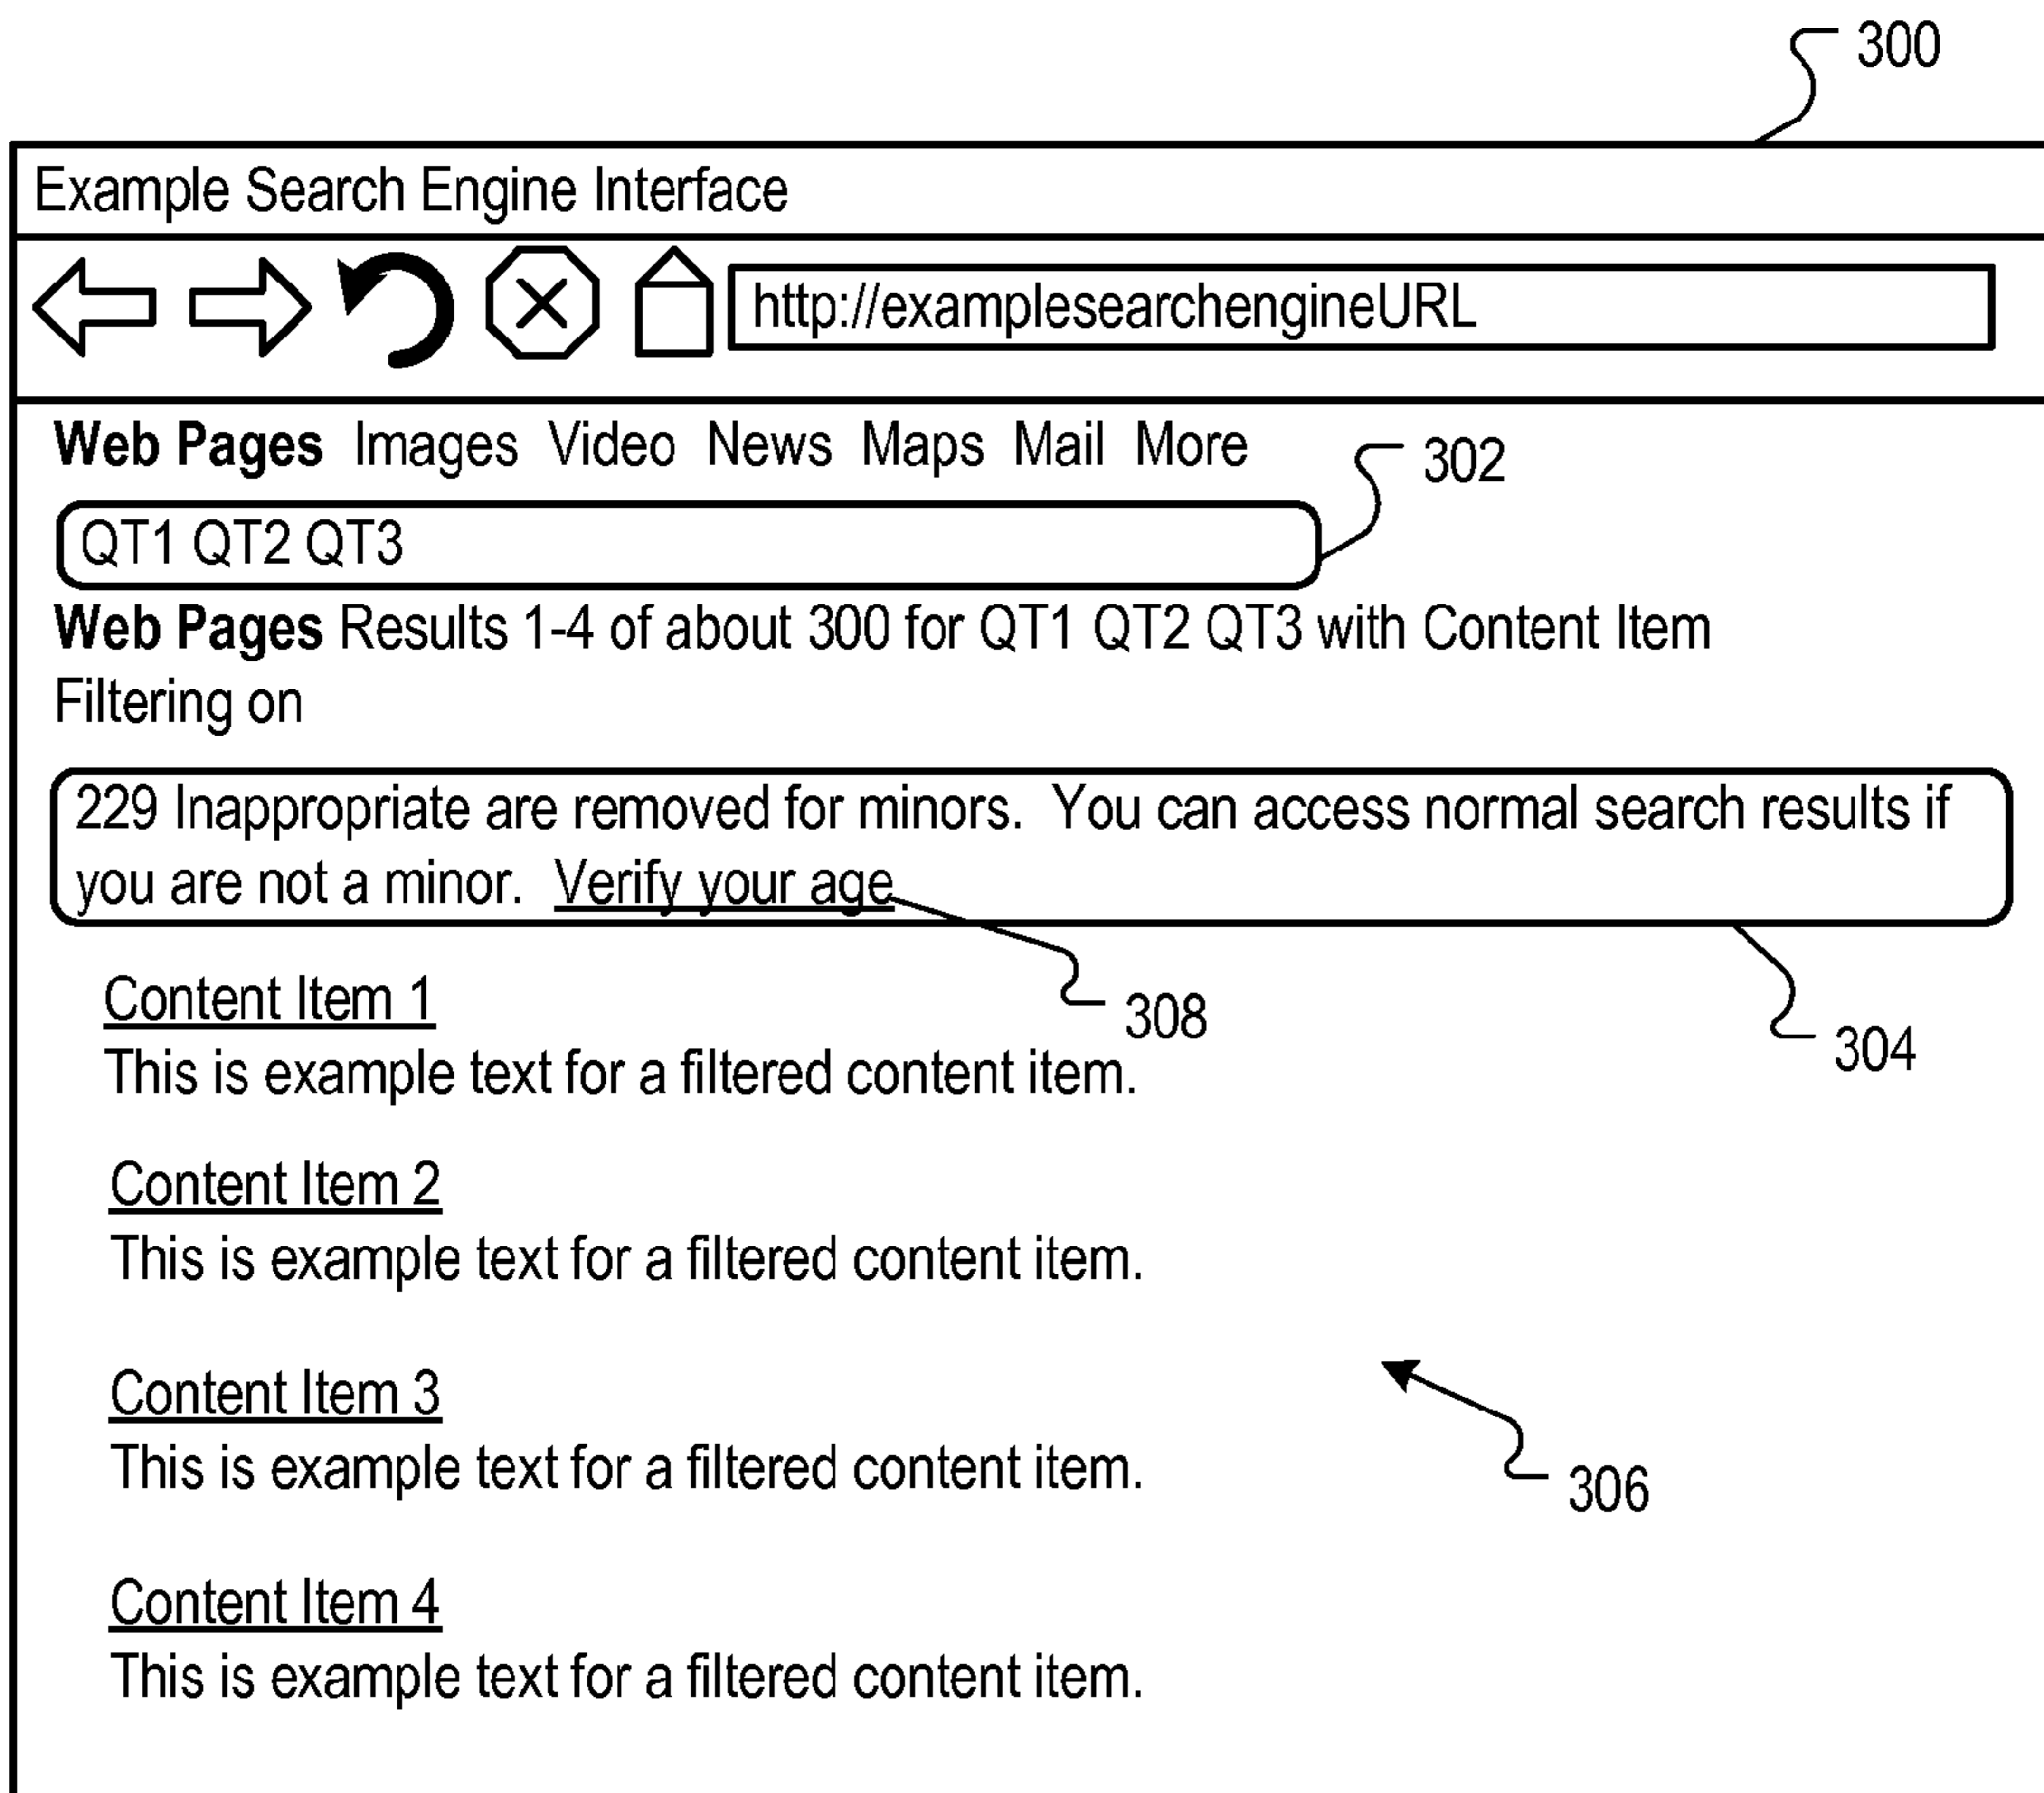 300
Example Search Engine Interface
http://examplesearchengineURL
Web Pages Images Video News Maps Mail More
302
QT1 QT2 QT3
Web Pages Results 1-4 of about 300 for QT1 QT2 QT3 with Content Item
Filtering on
229 Inappropriate are removed for minors. You can access normal search results if
you are not a minor. Verify your age
308
304
Content Item 1
This is example text for a filtered content item.
Content Item 2
This is example text for a filtered content item.
Content Item 3
This is example text for a filtered content item.
306
Content Item 4
This is example text for a filtered content item.